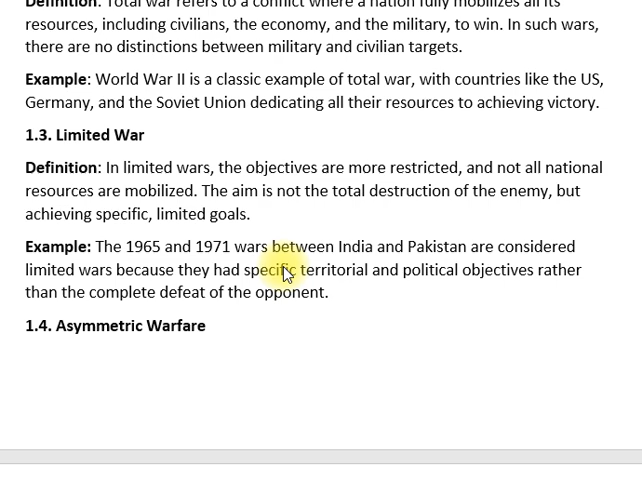 Definition: Total war refers to a conflict where a nation fully mobilizes all its
resources, including civilians, the economy, and the military, to win. In such wars,
there are no distinctions between military and civilian targets.
Example: World War II is a classic example of total war, with countries like the US,
Germany, and the Soviet Union dedicating all their resources to achieving victory.
1.3. Limited War
Definition: In limited wars, the objectives are more restricted, and not all national
resources are mobilized. The aim is not the total destruction of the enemy, but
achieving specific, limited goals.
Example: The 1965 and 1971 wars between India and Pakistan are considered
limited wars because they had specific territorial and political objectives rather
than the complete defeat of the opponent.
1.4. Asymmetric Warfare